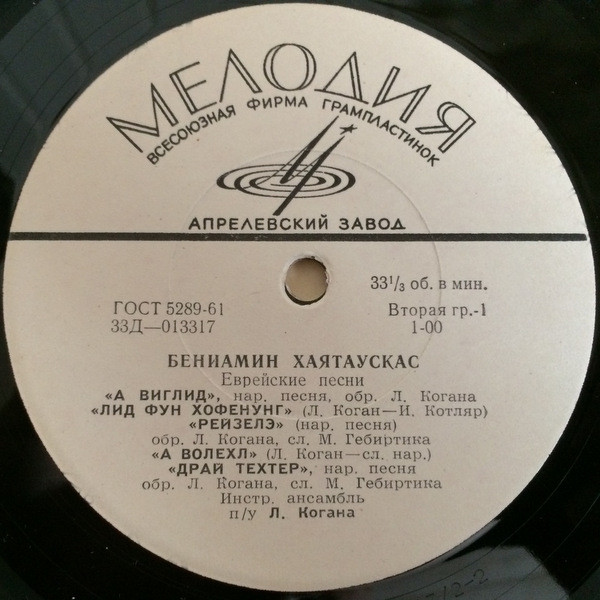 МЕЛОДИЯ
ВСЕСОЮЗНАЯ ФИРМА ГРАМПЛАСТИНОК
АПРЕЛЕВСКИЙ ЗАВОД
33⅓ об. в мин.
ГОСТ 5289-61
Вторая гр.-1
33Д—013317
1-00
БЕНИАМИН ХАЯТАУСКАС
Еврейские песни
«А ВИГЛИД», нар. песня, обр. Л. Когана
«ЛИД ФУН ХОФЕНУНГ» (Л. Коган—И. Котляр)
«РЕЙЗЕЛЭ» (нар. песня)
обр. Л. Когана, сл. М. Гебиртика
«А ВОЛЕХЛ» (Л. Коган—сл. нар.)
«ДРАЙ ТЕХТЕР», нар. песня
обр. Л. Когана, сл. М. Гебиртика
Инстр. ансамбль
п/у Л. Когана